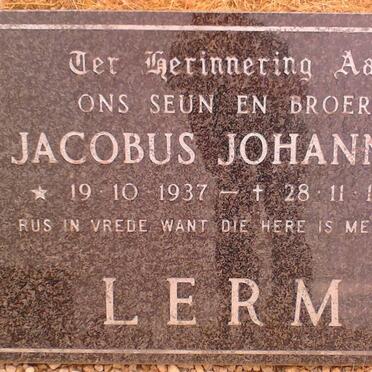 Ter Herinnering Aa
ONS SEUN EN BROER
JACOBUS JOHANN
★ 19·10·1937 — † 28·11·1
RUS IN VREDE WANT DIE HERE IS ME
LERM